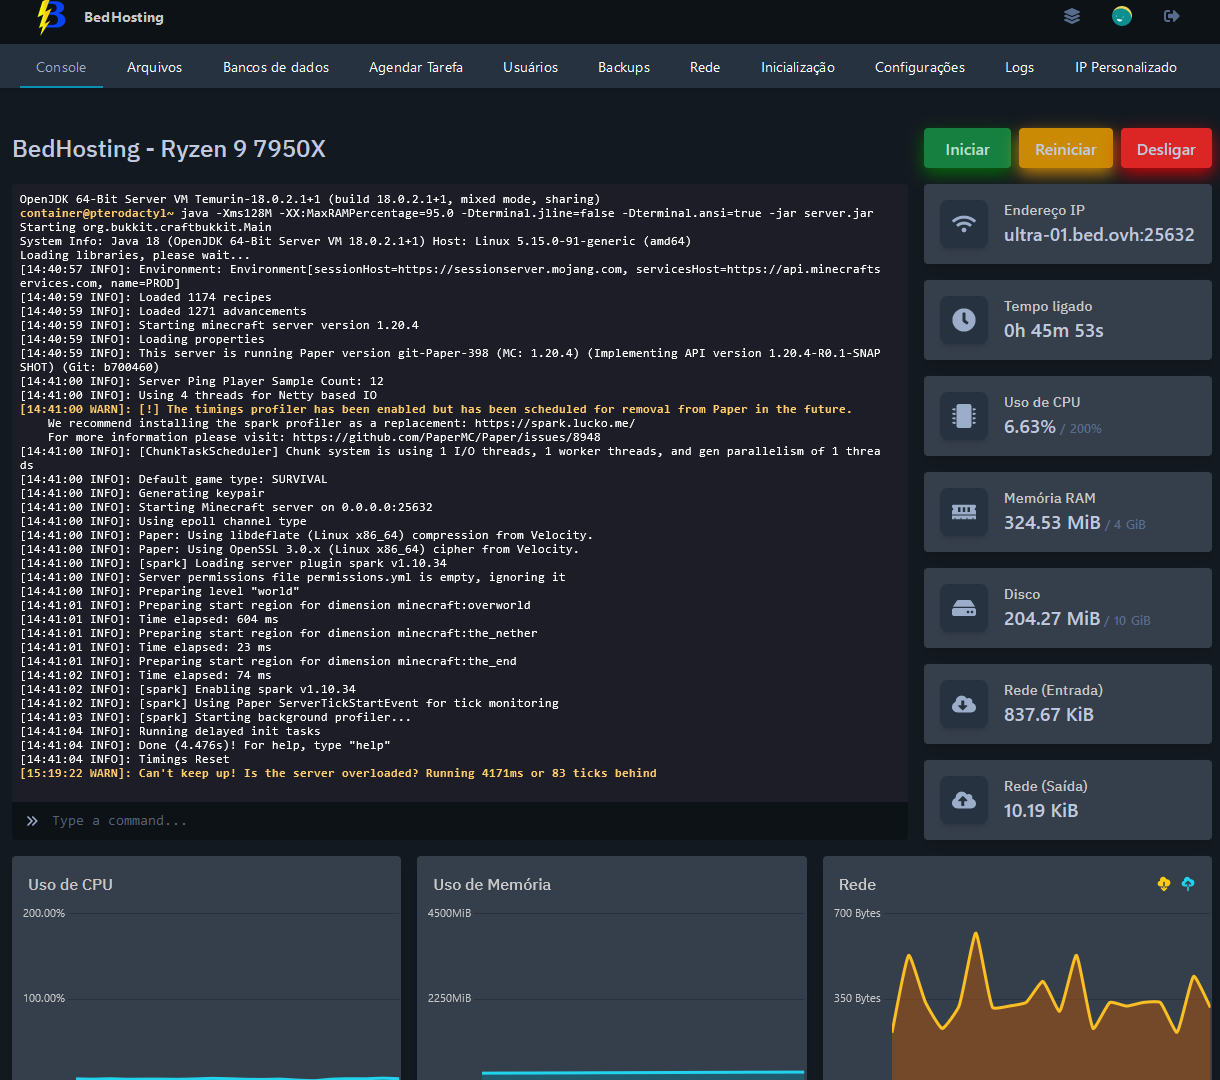 BedHosting
Console Arquivos Bancos de dados Agendar Tarefa Usuários Backups Rede Inicialização Configurações Logs IP Personalizado
BedHosting - Ryzen 9 7950X
Iniciar Reiniciar Desligar
OpenJDK 64-Bit Server VM Temurin-18.0.2.1+1 (build 18.0.2.1+1, mixed mode, sharing)
container@pterodactyl~ java -Xms128M -XX:MaxRAMPercentage=95.0 -Dterminal.jline=false -Dterminal.ansi=true -jar server.jar
Starting org.bukkit.craftbukkit.Main
System Info: Java 18 (OpenJDK 64-Bit Server VM 18.0.2.1+1) Host: Linux 5.15.0-91-generic (amd64)
Loading libraries, please wait...
[14:40:57 INFO]: Environment: Environment[sessionHost=https://sessionserver.mojang.com, servicesHost=https://api.minecrafts
ervices.com, name=PROD]
[14:40:59 INFO]: Loaded 1174 recipes
[14:40:59 INFO]: Loaded 1271 advancements
[14:40:59 INFO]: Starting minecraft server version 1.20.4
[14:40:59 INFO]: Loading properties
[14:40:59 INFO]: This server is running Paper version git-Paper-398 (MC: 1.20.4) (Implementing API version 1.20.4-R0.1-SNAP
SHOT) (Git: b700460)
[14:41:00 INFO]: Server Ping Player Sample Count: 12
[14:41:00 INFO]: Using 4 threads for Netty based IO
[14:41:00 WARN]: [!] The timings profiler has been enabled but has been scheduled for removal from Paper in the future.
We recommend installing the spark profiler as a replacement: https://spark.lucko.me/
For more information please visit: https://github.com/PaperMC/Paper/issues/8948
[14:41:00 INFO]: [ChunkTaskScheduler] Chunk system is using 1 I/O threads, 1 worker threads, and gen parallelism of 1 threa
ds
[14:41:00 INFO]: Default game type: SURVIVAL
[14:41:00 INFO]: Generating keypair
[14:41:00 INFO]: Starting Minecraft server on 0.0.0.0:25632
[14:41:00 INFO]: Using epoll channel type
[14:41:00 INFO]: Paper: Using libdeflate (Linux x86_64) compression from Velocity.
[14:41:00 INFO]: Paper: Using OpenSSL 3.0.x (Linux x86_64) cipher from Velocity.
[14:41:00 INFO]: [spark] Loading server plugin spark v1.10.34
[14:41:00 INFO]: Server permissions file permissions.yml is empty, ignoring it
[14:41:00 INFO]: Preparing level "world"
[14:41:01 INFO]: Preparing start region for dimension minecraft:overworld
[14:41:01 INFO]: Time elapsed: 604 ms
[14:41:01 INFO]: Preparing start region for dimension minecraft:the_nether
[14:41:01 INFO]: Time elapsed: 23 ms
[14:41:01 INFO]: Preparing start region for dimension minecraft:the_end
[14:41:02 INFO]: Time elapsed: 74 ms
[14:41:02 INFO]: [spark] Enabling spark v1.10.34
[14:41:02 INFO]: [spark] Using Paper ServerTickStartEvent for tick monitoring
[14:41:03 INFO]: [spark] Starting background profiler...
[14:41:04 INFO]: Running delayed init tasks
[14:41:04 INFO]: Done (4.476s)! For help, type "help"
[14:41:04 INFO]: Timings Reset
[15:19:22 WARN]: Can't keep up! Is the server overloaded? Running 4171ms or 83 ticks behind
Type a command...
Endereço IP
ultra-01.bed.ovh:25632
Tempo ligado
0h 45m 53s
Uso de CPU
6.63% / 200%
Memória RAM
324.53 MiB / 4 GiB
Disco
204.27 MiB / 10 GiB
Rede (Entrada)
837.67 KiB
Rede (Saída)
10.19 KiB
Uso de CPU
200.00%
100.00%
Uso de Memória
4500MiB
2250MiB
Rede
700 Bytes
350 Bytes